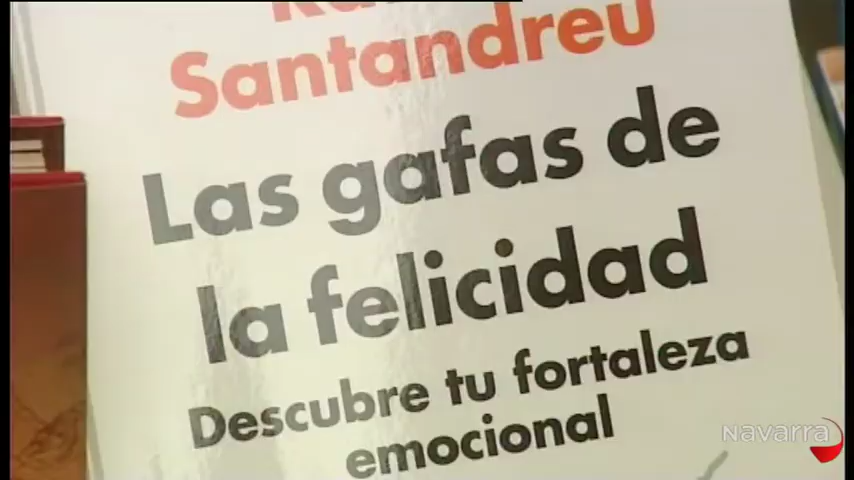 Santandreu
Las gafas de
la felicidad
Descubre tu fortaleza
emocional
Navarra